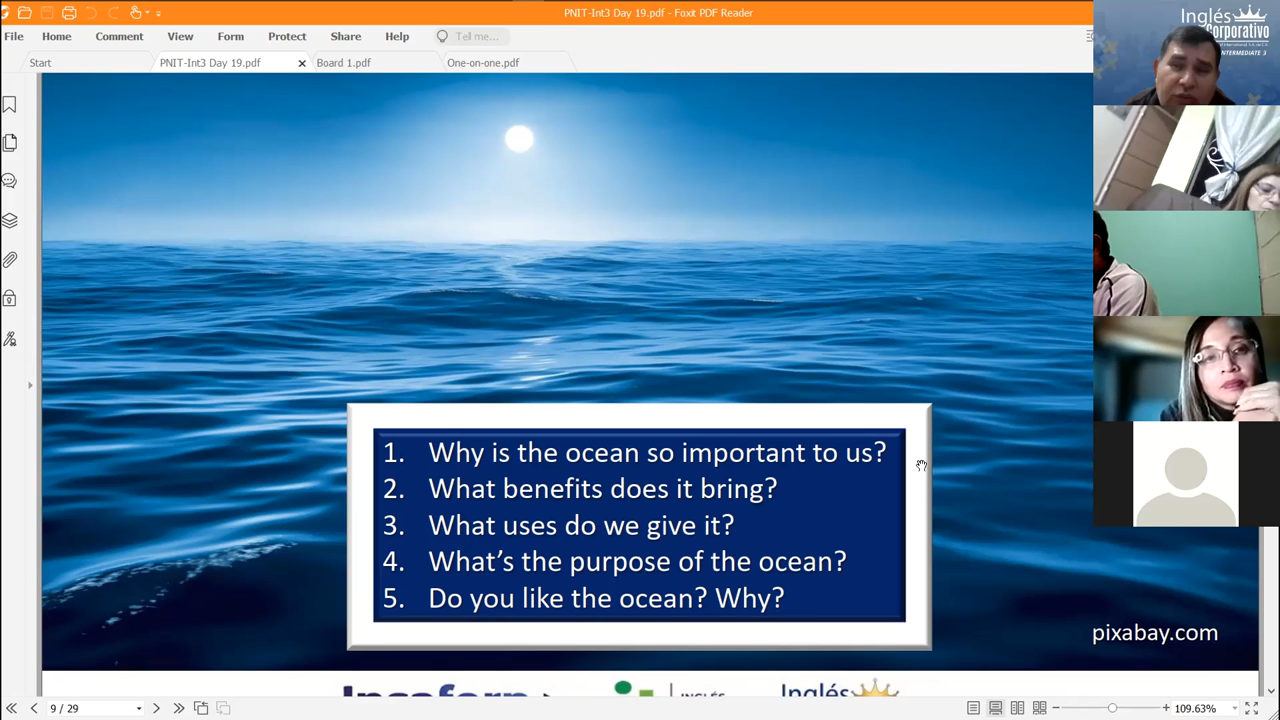 PNIT-Int3 Day 19.pdf - Foxit PDF Reader
File Home Comment View Form Protect Share Help Tell me...
Start PNIT-Int3 Day 19.pdf Board 1.pdf One-on-one.pdf
Inglés
Corporativo
INTERMEDIATE 3
1. Why is the ocean so important to us?
2. What benefits does it bring?
3. What uses do we give it?
4. What's the purpose of the ocean?
5. Do you like the ocean? Why?
pixabay.com
INGLÉS
Inglés
9 / 29
109.63%